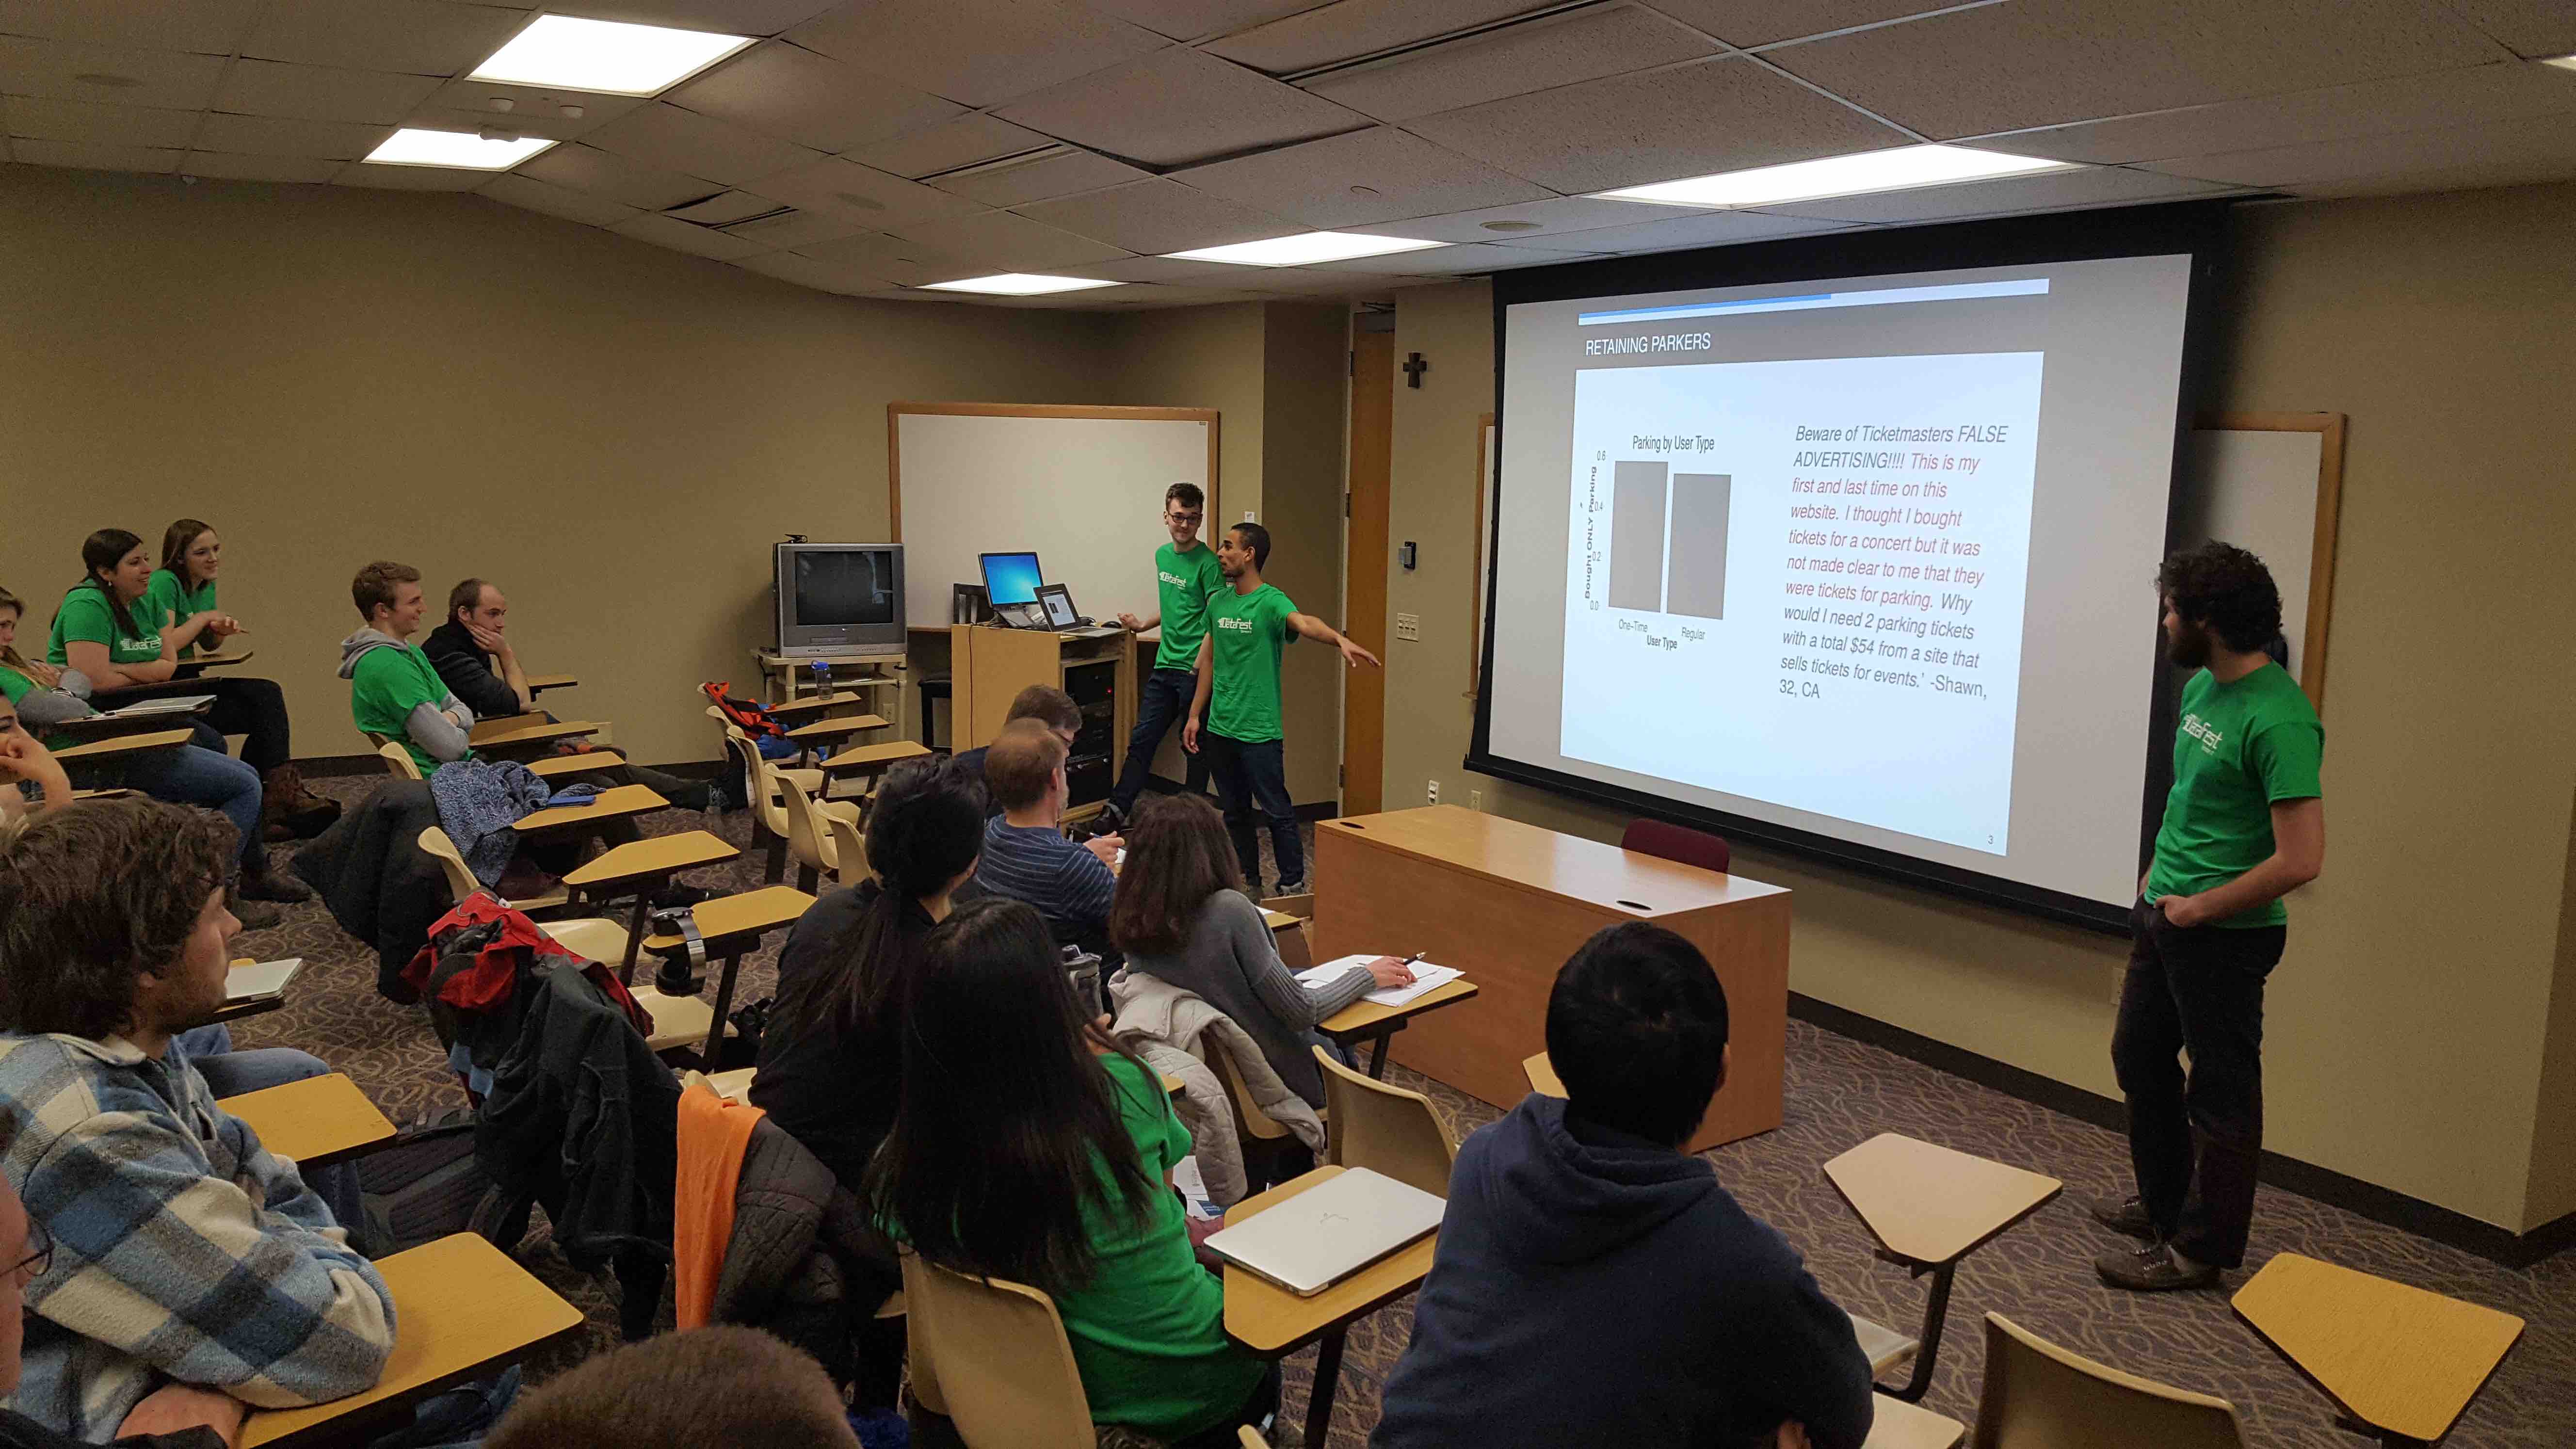 RETAINING PARKERS
Parking by User Type
0.6
0.4
0.2
0.0
Bought ONLY Parking
One-Time
Regular
User Type
Beware of Ticketmasters FALSE
ADVERTISING!!!! This is my
first and last time on this
website. I thought I bought
tickets for a concert but it was
not made clear to me that they
were tickets for parking. Why
would I need 2 parking tickets
with a total $54 from a site that
sells tickets for events.' -Shawn,
32, CA
3
DataFest
DataFest
DataFest
DataFest